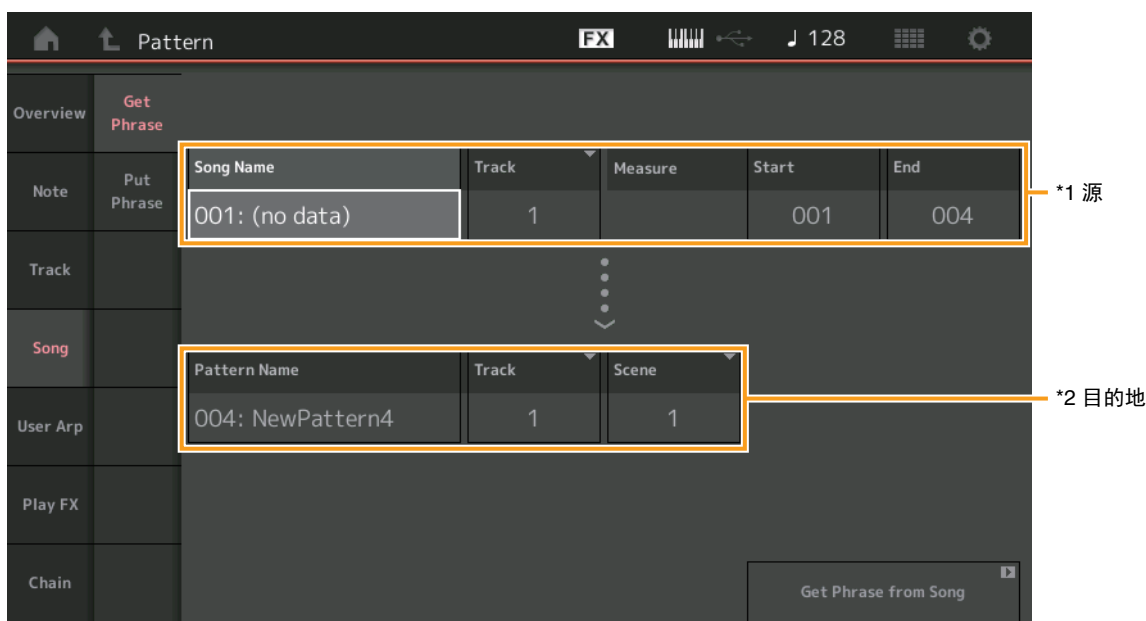 Pattern
FX
128
Overview
Get
Phrase
Note
Put
Phrase
Song Name
Track
Measure
Start
End
001: (no data)
1
001
004
*1 源
Track
Song
Pattern Name
Track
Scene
004: NewPattern4
1
1
*2 目的地
User Arp
Play FX
Chain
Get Phrase from Song